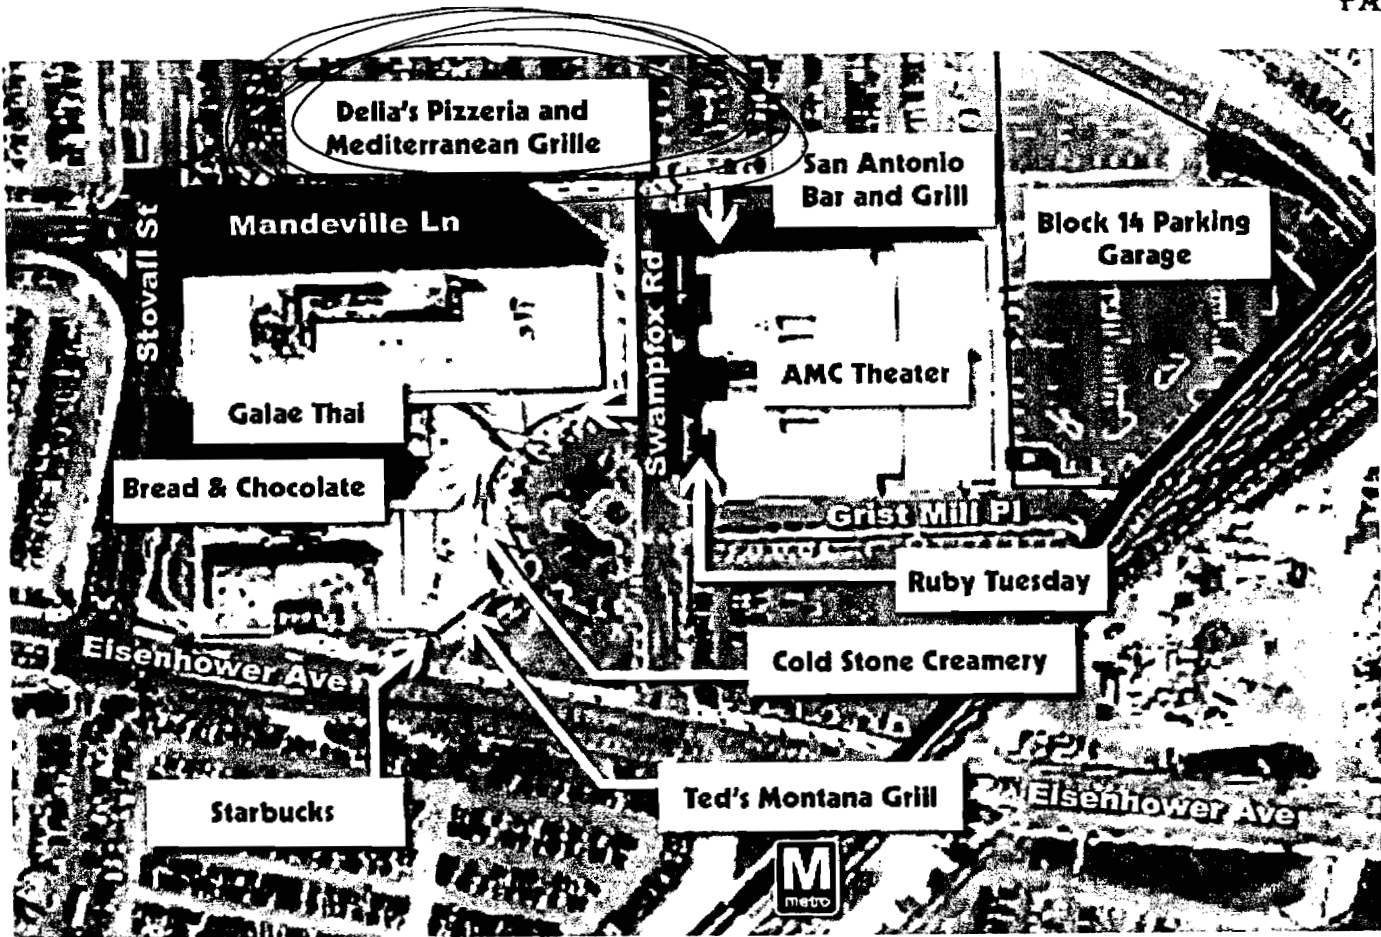 PA
Delia's Pizzeria and
Mediterranean Grille
San Antonio
Bar and Grill
Block 14 Parking
Garage
Mandeville Ln
Stovall St
Swampfox Rd
AMC Theater
Galae Thai
Bread & Chocolate
Grist Mill Pl
Ruby Tuesday
Eisenhower Ave
Cold Stone Creamery
Starbucks
Ted's Montana Grill
Eisenhower Ave
M
metro